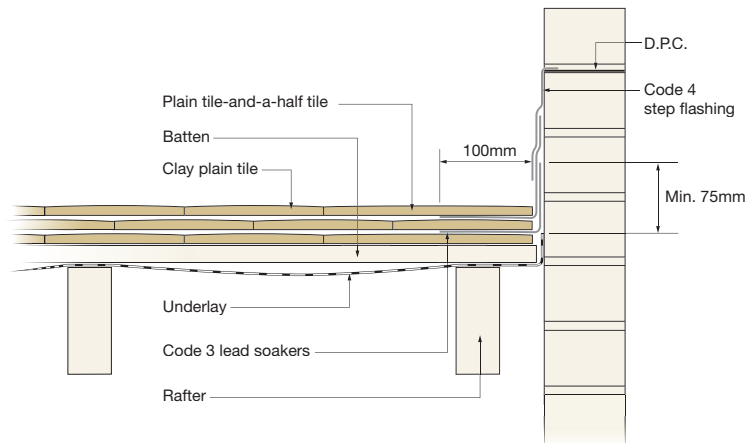 D.P.C.
Code 4
step flashing
Plain tile-and-a-half tile
Batten
100mm
Clay plain tile
Min. 75mm
Underlay
Code 3 lead soakers
Rafter